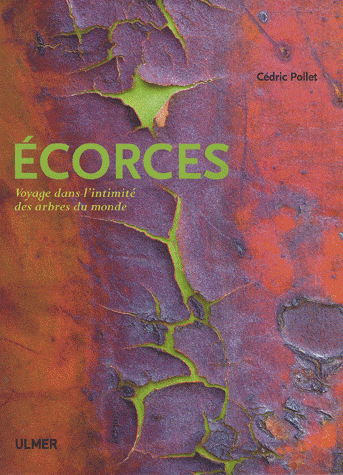 Cédric Pollet
ÉCORCES
Voyage dans l'intimité
des arbres du monde
ULMER